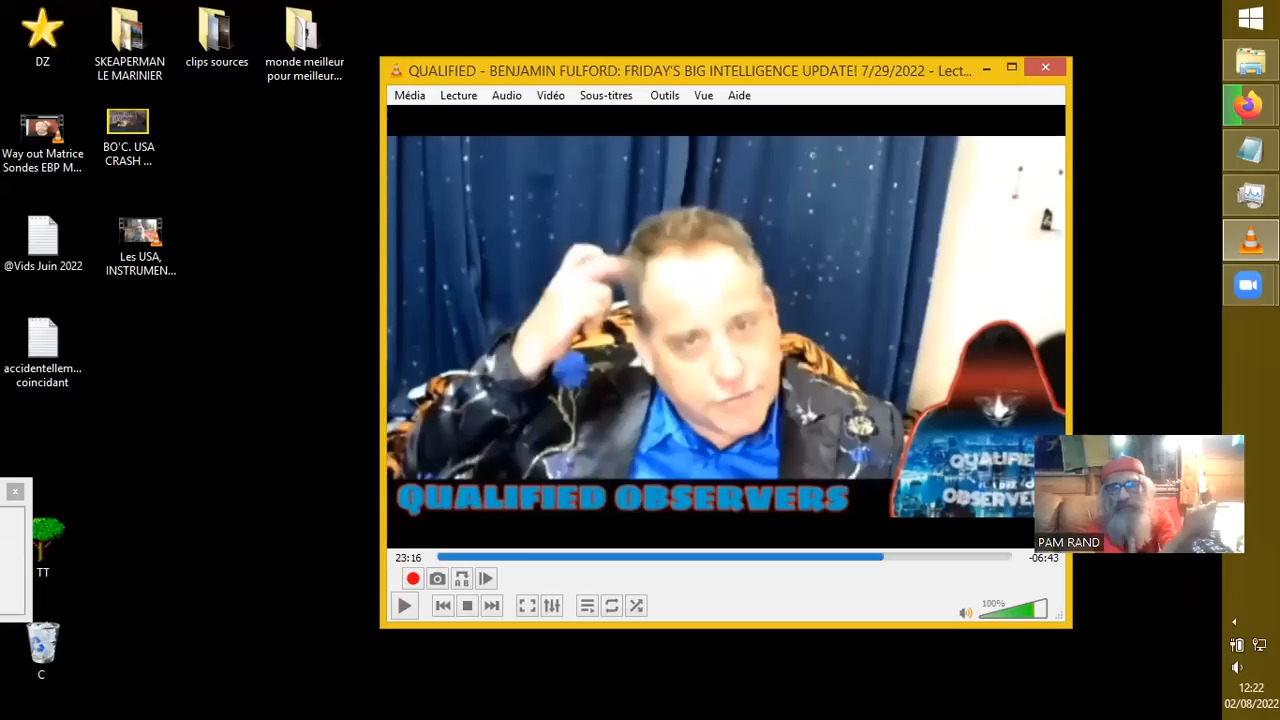 DZ
SKEAPERMAN
LE MARINIER
clips sources
monde meilleur
pour meilleur...
Way out Matrice
Sondes EBP M...
BO'C. USA
CRASH ...
@Vids Juin 2022
Les USA,
INSTRUMEN...
accidentellem...
coincidant
TT
C
QUALIFIED - BENJAMIN FULFORD: FRIDAY'S BIG INTELLIGENCE UPDATE! 7/29/2022 - Lect...
Média Lecture Audio Vidéo Sous-titres Outils Vue Aide
QUALIFIED OBSERVERS
QUALIFIE
OBSERVER
PAM RAND
23:16
-06:43
100%
12:22
02/08/2022